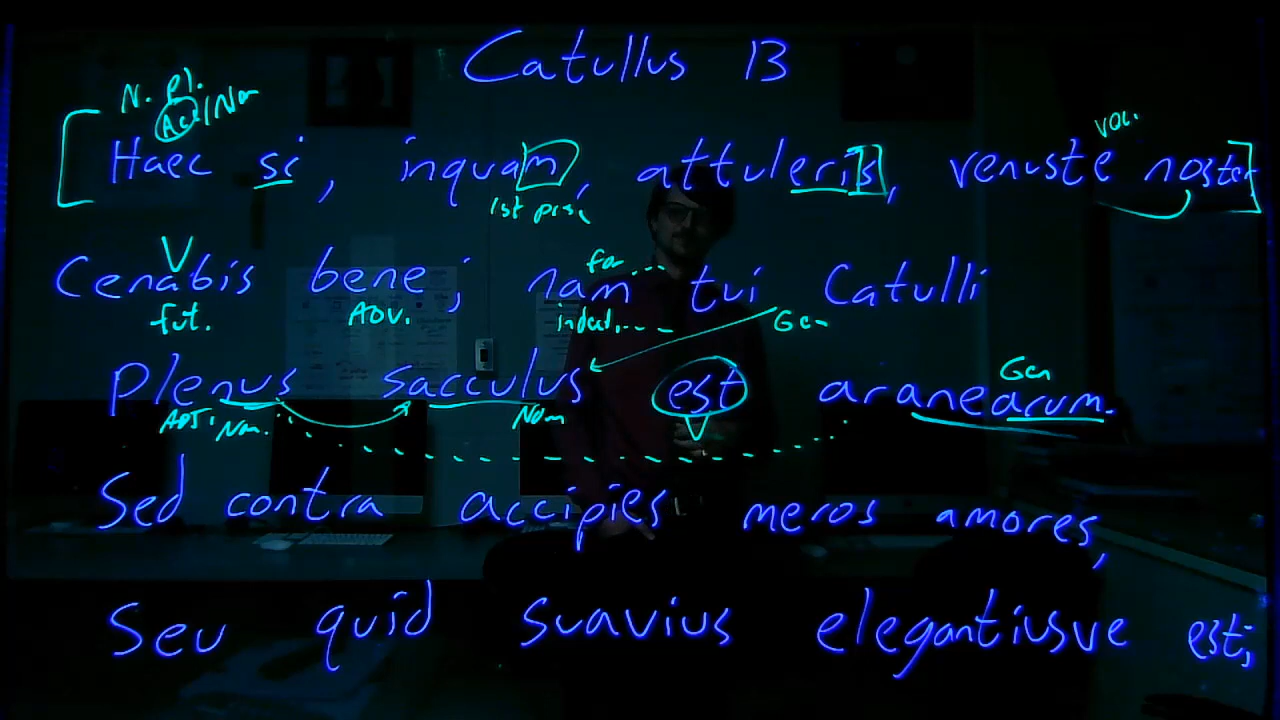 Catullus 13
N. pl.
Acc/Nom
voc.
Haec si, inquam, attuleris, venuste noster
1st pers.
V
for...
Cenabis bene; nam tui Catulli
fut. ADV. indecl.... Gen
Gen
Plenus sacculus est aranearum.
ADJ. Nom. Nom V
Sed contra accipies meros amores,
Seu quid suavius elegantiusve est;